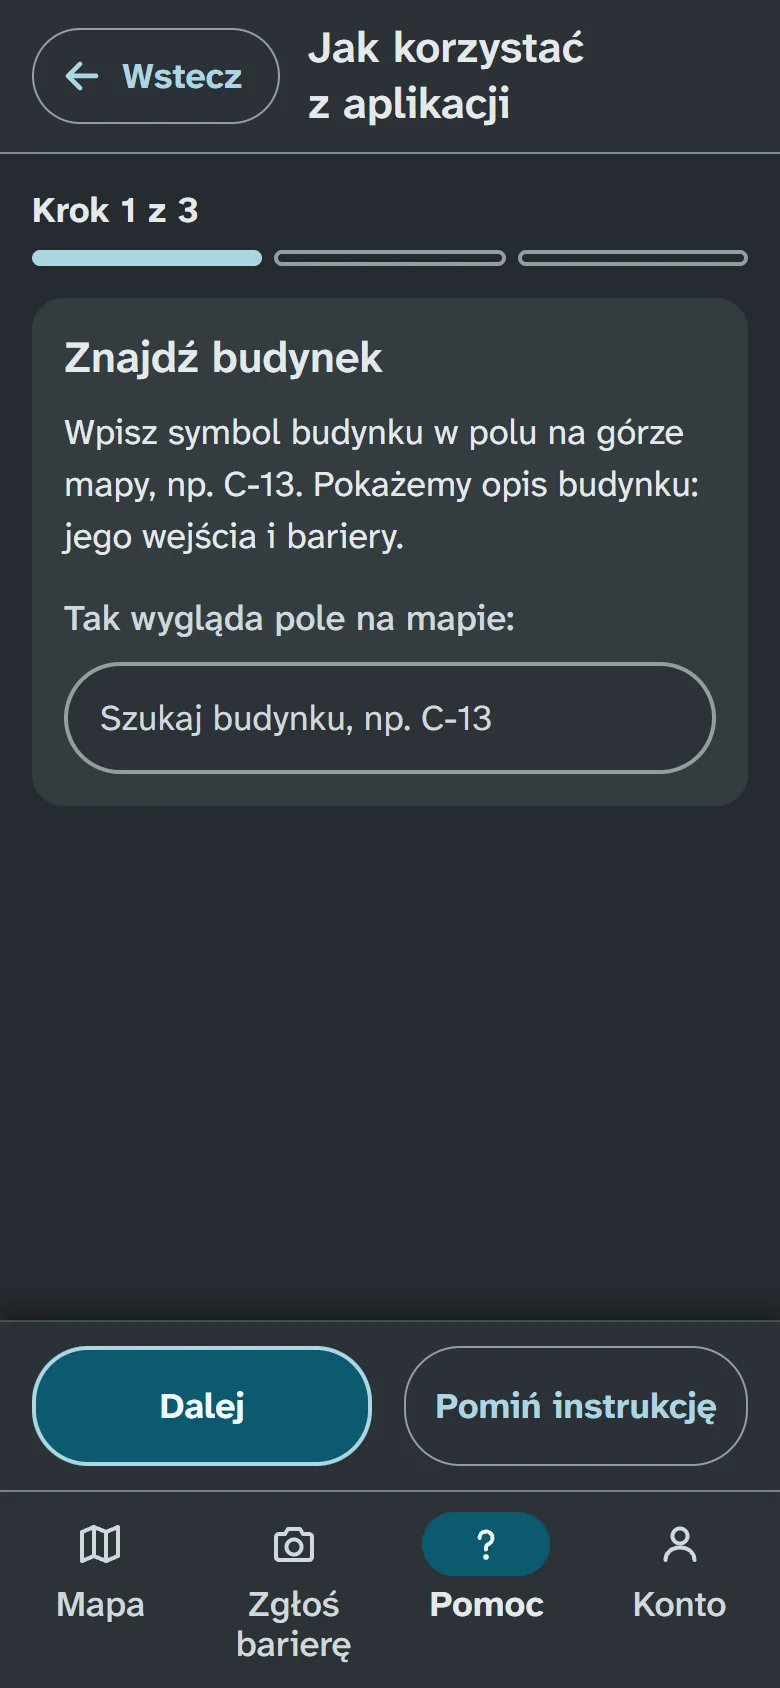 Wstecz
Jak korzystać
z aplikacji
Krok 1 z 3
Znajdź budynek
Wpisz symbol budynku w polu na górze
mapy, np. C-13. Pokażemy opis budynku:
jego wejścia i bariery.
Tak wygląda pole na mapie:
Szukaj budynku, np. C-13
Dalej
Pomiń instrukcję
Mapa
Zgłoś
barierę
Pomoc
Konto